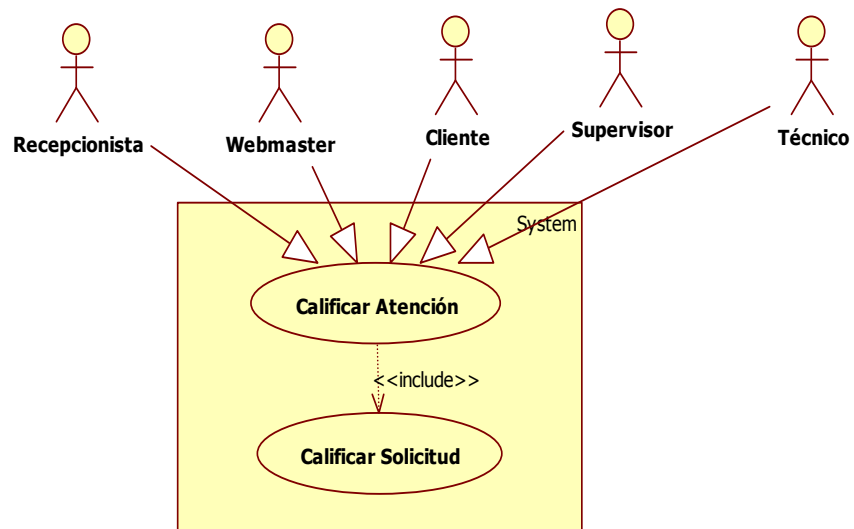 Recepcionista
Webmaster
Cliente
Supervisor
Técnico
System
Calificar Atención
<<include>>
Calificar Solicitud